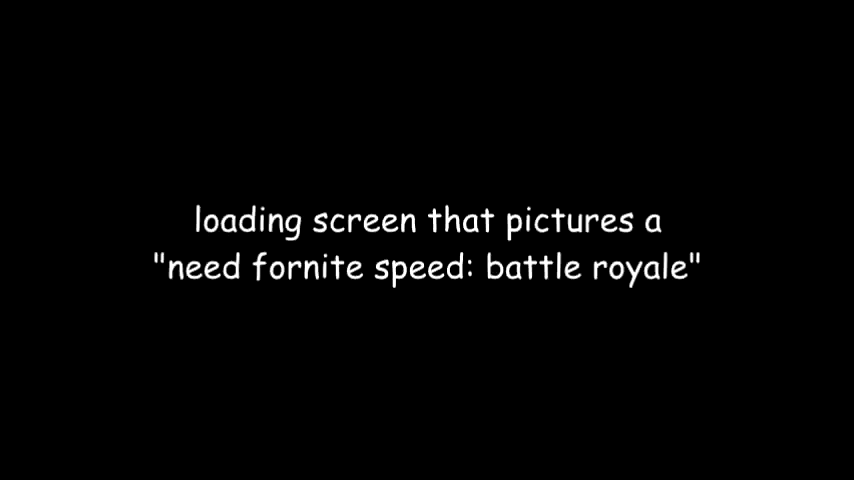 loading screen that pictures a
"need fornite speed: battle royale"